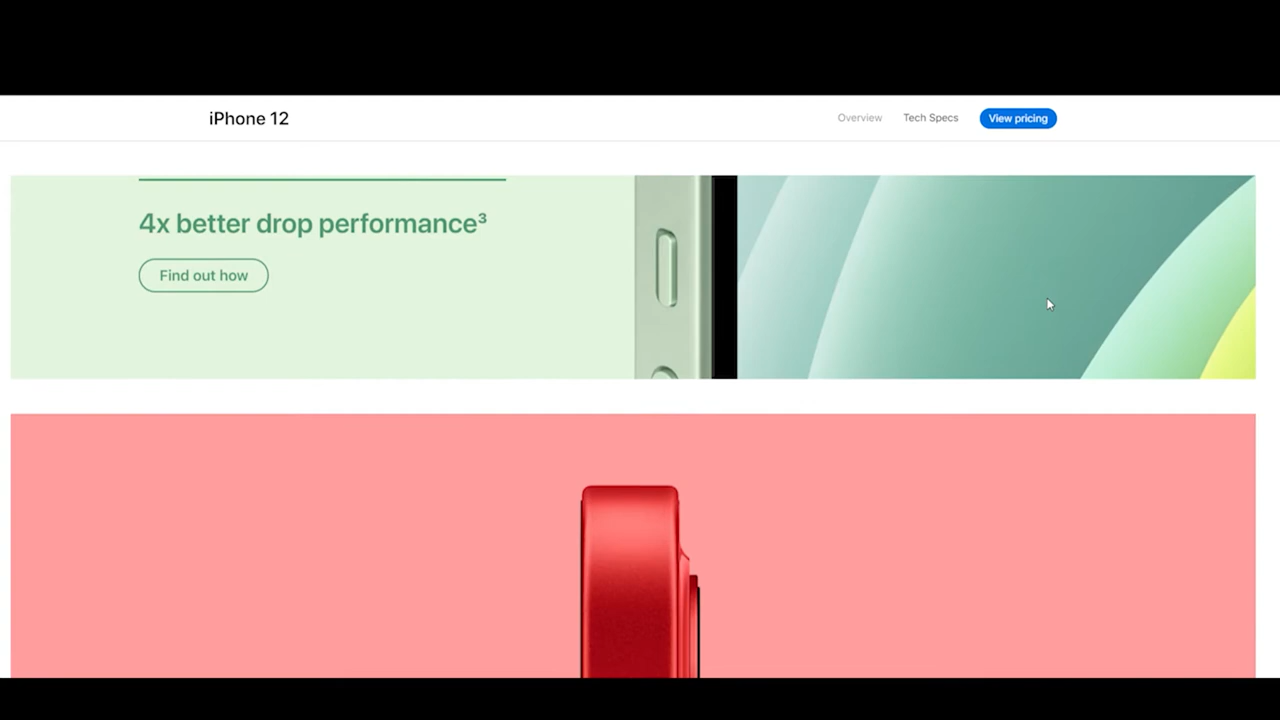 iPhone 12
Overview Tech Specs View pricing
4x better drop performance³
Find out how